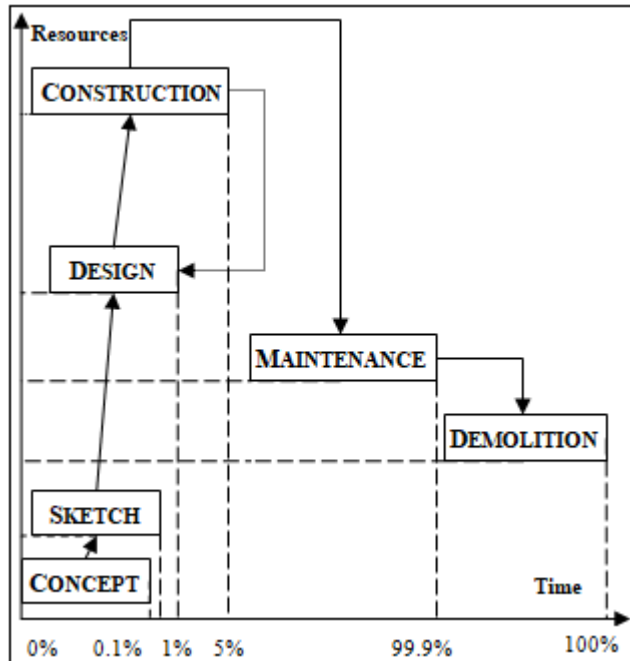 Resources
CONSTRUCTION
DESIGN
MAINTENANCE
DEMOLITION
SKETCH
CONCEPT
Time
0% 0.1% 1% 5% 99.9% 100%